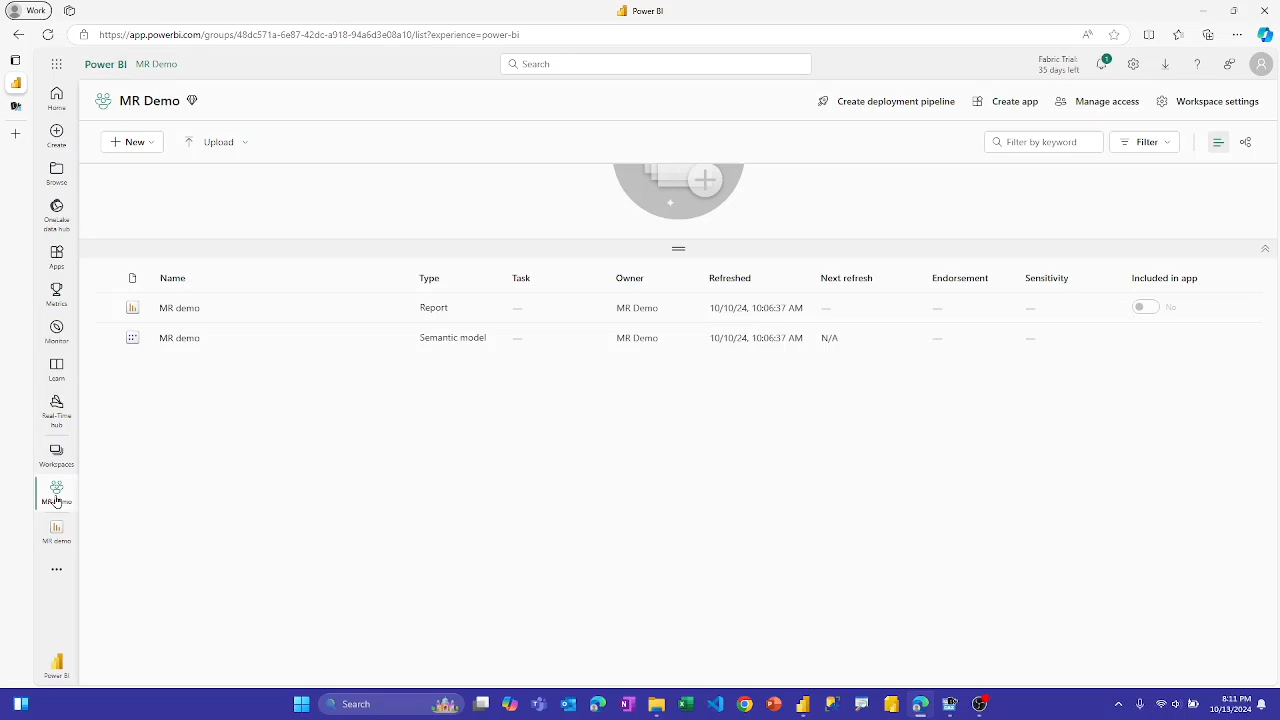 Work
Power BI
https://app.powerbi.com/groups/48dc571a-6e87-42dc-a918-94a6d3e08a10/list?experience=power-bi
Power BI MR Demo
Search
Fabric Trial:
35 days left
1
MR Demo
Create deployment pipeline
Create app
Manage access
Workspace settings
New
Upload
Filter by keyword
Filter
Home
Create
Browse
OneLake
data hub
Apps
Metrics
Monitor
Learn
Real-Time
hub
Workspaces
MR demo
Power BI
Name Type Task Owner Refreshed Next refresh Endorsement Sensitivity Included in app
MR demo Report — MR Demo 10/10/24, 10:06:37 AM — — — No
MR demo Semantic model — MR Demo 10/10/24, 10:06:37 AM N/A — —
Search
8:11 PM
10/13/2024